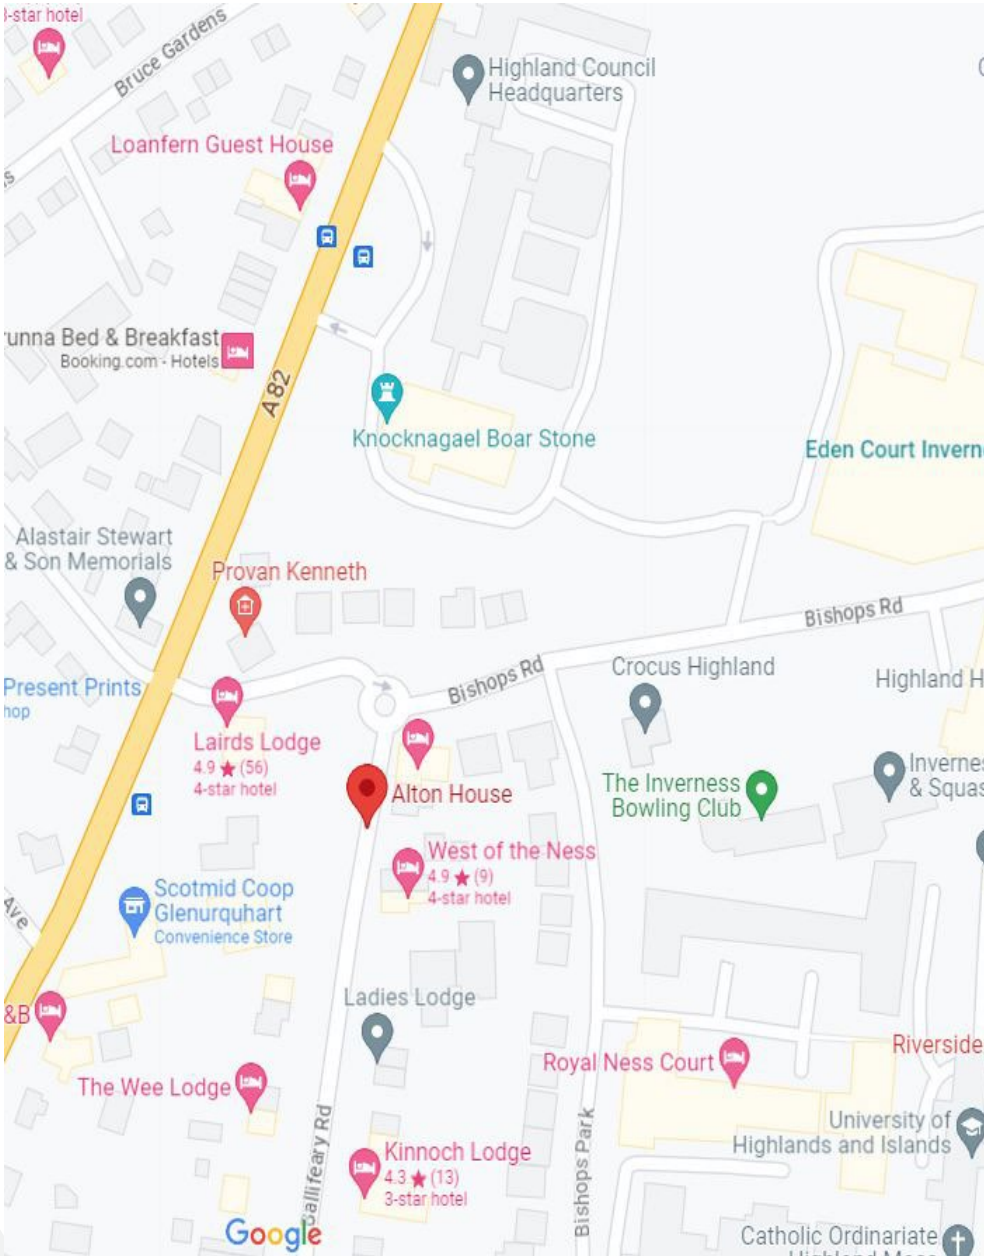 3-star hotel
Bruce Gardens
Highland Council
Headquarters
Loanfern Guest House
runna Bed & Breakfast
Booking.com - Hotels
A 82
Knocknagael Boar Stone
Eden Court Invern
Alastair Stewart
& Son Memorials
Provan Kenneth
Bishops Rd
Bishops Rd
Crocus Highland
Highland H
Present Prints
hop
Lairds Lodge
4.9 ★ (56)
4-star hotel
Alton House
The Inverness
Bowling Club
Invernes
& Squas
West of the Ness
4.9 ★ (9)
4-star hotel
Scotmid Coop
Glenurquhart
Convenience Store
Ave
Ladies Lodge
&B
Royal Ness Court
Riverside
The Wee Lodge
Ballifeary Rd
Bishops Park
University of
Highlands and Islands
Kinnoch Lodge
4.3 ★ (13)
3-star hotel
Google
Catholic Ordinariate